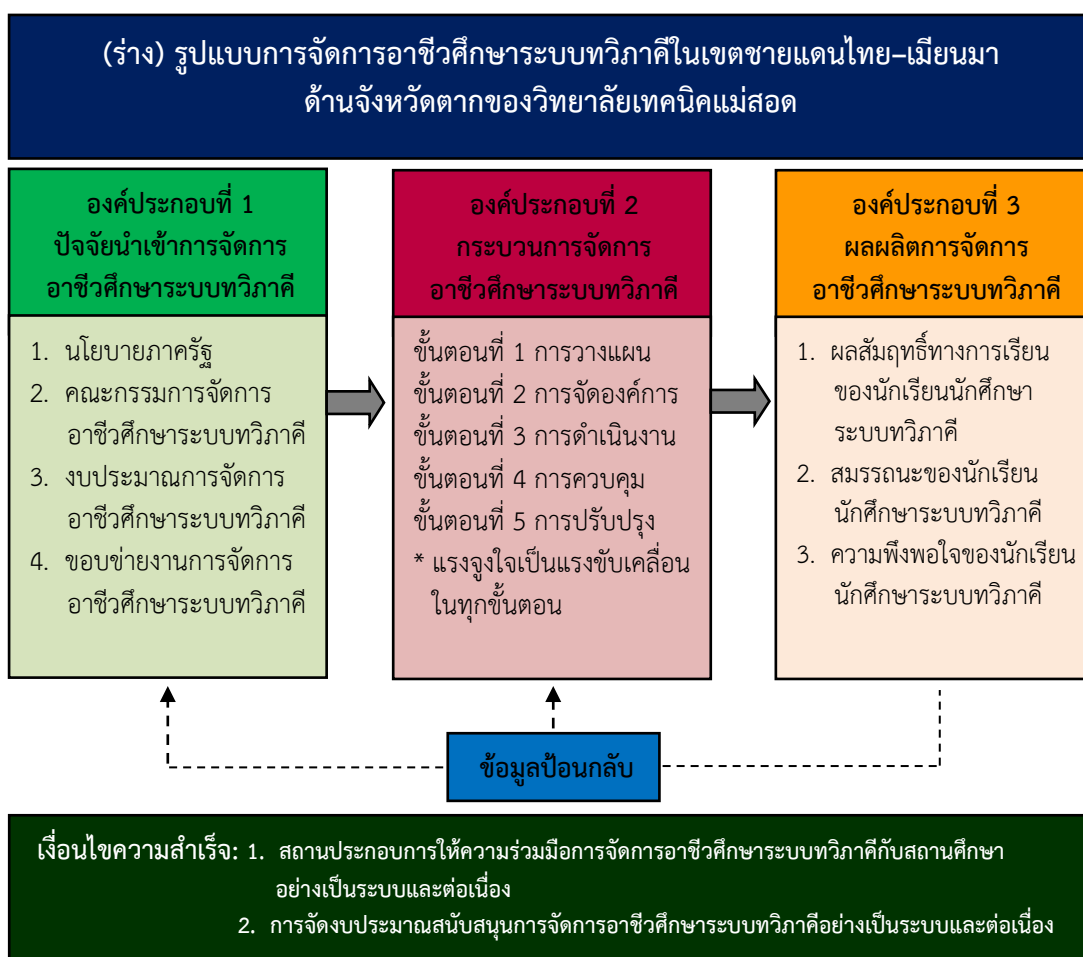 (ร่าง) รูปแบบการจัดการอาชีวศึกษาระบบทวิภาคีในเขตชายแดนไทย–เมียนมา
ด้านจังหวัดตากของวิทยาลัยเทคนิคแม่สอด
องค์ประกอบที่ 1
ปัจจัยนำเข้าการจัดการ
อาชีวศึกษาระบบทวิภาคี
1. นโยบายภาครัฐ
2. คณะกรรมการจัดการ
อาชีวศึกษาระบบทวิภาคี
3. งบประมาณการจัดการ
อาชีวศึกษาระบบทวิภาคี
4. ขอบข่ายงานการจัดการ
อาชีวศึกษาระบบทวิภาคี
องค์ประกอบที่ 2
กระบวนการจัดการ
อาชีวศึกษาระบบทวิภาคี
ขั้นตอนที่ 1 การวางแผน
ขั้นตอนที่ 2 การจัดองค์การ
ขั้นตอนที่ 3 การดำเนินงาน
ขั้นตอนที่ 4 การควบคุม
ขั้นตอนที่ 5 การปรับปรุง
* แรงจูงใจเป็นแรงขับเคลื่อน
ในทุกขั้นตอน
องค์ประกอบที่ 3
ผลผลิตการจัดการ
อาชีวศึกษาระบบทวิภาคี
1. ผลสัมฤทธิ์ทางการเรียน
ของนักเรียนนักศึกษา
ระบบทวิภาคี
2. สมรรถนะของนักเรียน
นักศึกษาระบบทวิภาคี
3. ความพึงพอใจของนักเรียน
นักศึกษาระบบทวิภาคี
ข้อมูลป้อนกลับ
เงื่อนไขความสำเร็จ: 1. สถานประกอบการให้ความร่วมมือการจัดการอาชีวศึกษาระบบทวิภาคีกับสถานศึกษา
อย่างเป็นระบบและต่อเนื่อง
2. การจัดงบประมาณสนับสนุนการจัดการอาชีวศึกษาระบบทวิภาคีอย่างเป็นระบบและต่อเนื่อง